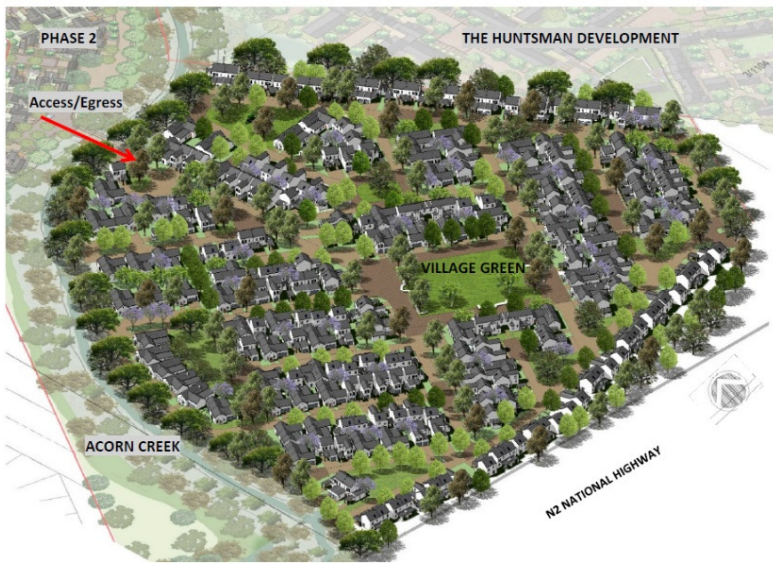 PHASE 2
THE HUNTSMAN DEVELOPMENT
Access/Egress
VILLAGE GREEN
ACORN CREEK
N2 NATIONAL HIGHWAY